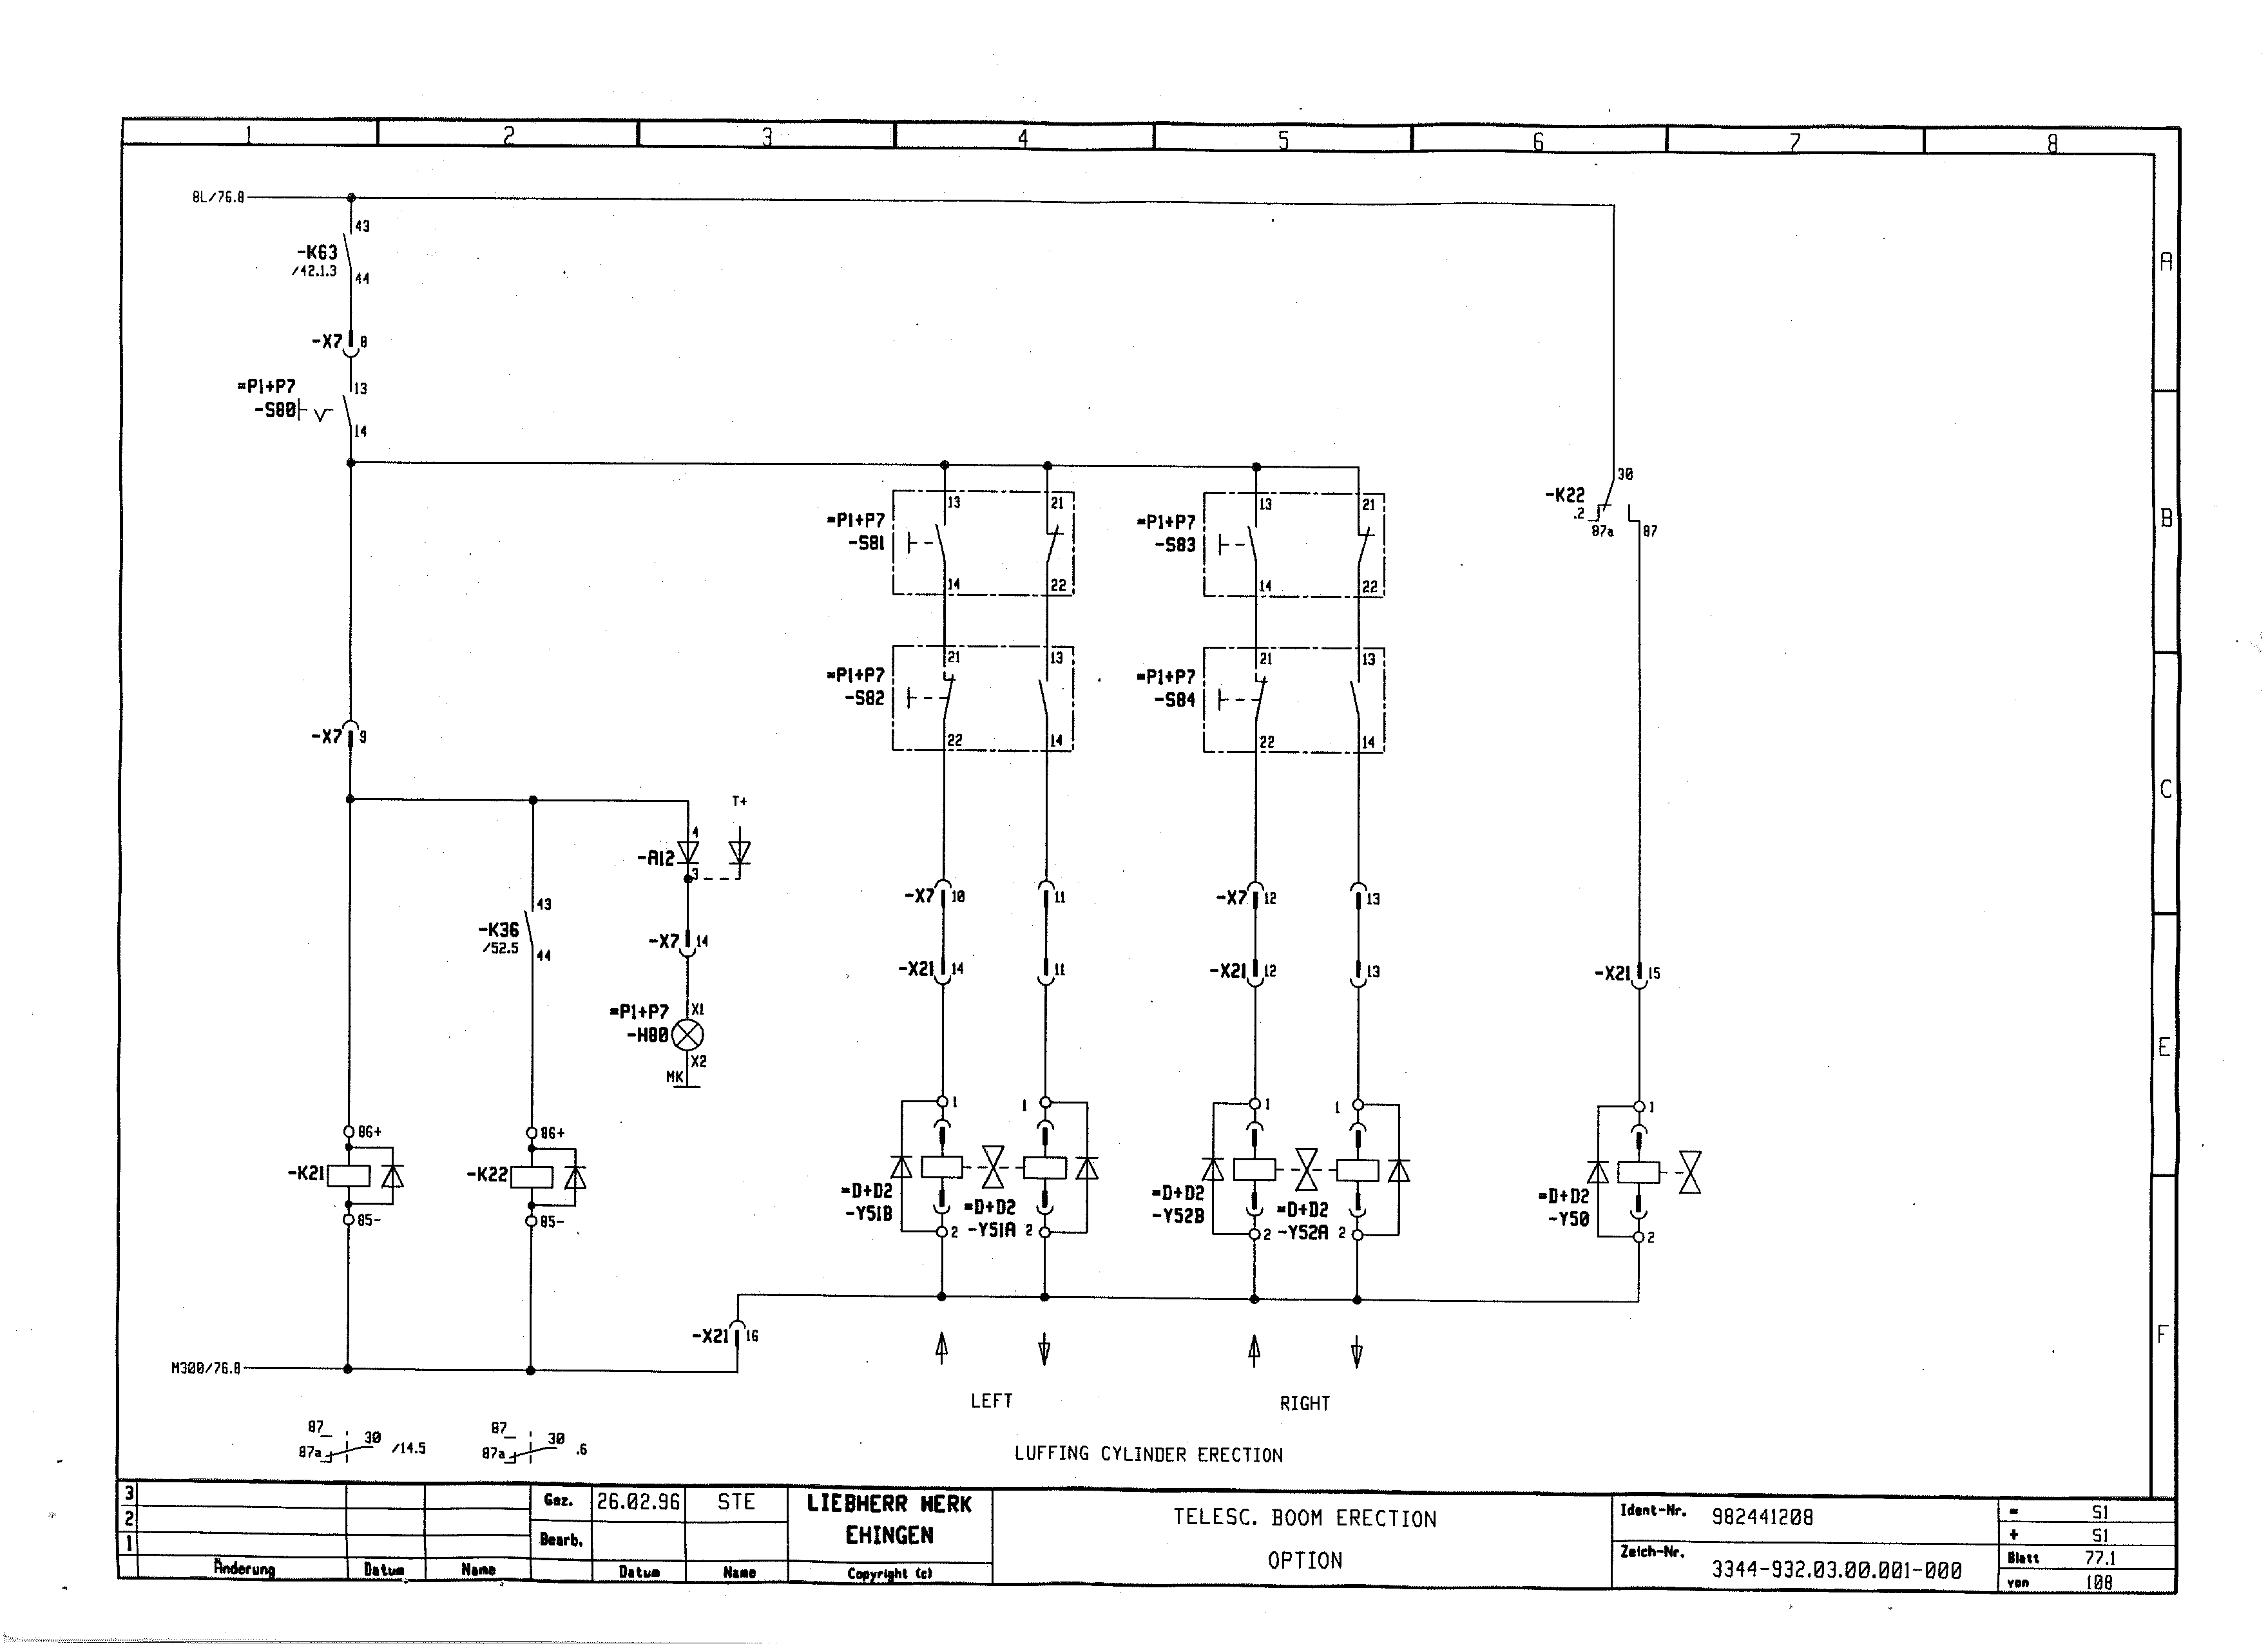 1 2 3 4 5 6 7 8
8L/76.8
43
-K63
/42.1.3
44
A
-X7 8
=P1+P7
13
-S80
14
30
-K22
.2
87a 87
B
=P1+P7
-S81
13 21
14 22
=P1+P7
-S83
13 21
14 22
=P1+P7
-S82
21 13
22 14
=P1+P7
-S84
21 13
22 14
-X7 9
C
T+
4
-A12
3
-X7 10 11
-X7 12 13
43
-K36
/52.5
44
-X7 14
-X21 14 11
-X21 12 13
-X21 15
=P1+P7
-H80
X1
X2
MK
E
86+ 86+
-K21 -K22
85- 85-
1 1 1 1 1
=D+D2
-Y51B
=D+D2
-Y51A
2 2
=D+D2
-Y52B
=D+D2
-Y52A
2 2
=D+D2
-Y50
2
-X21 16
F
M300/76.8
LEFT RIGHT
87 30 /14.5
87a
87 30 .6
87a
LUFFING CYLINDER ERECTION
3
2
1
Änderung Datum Name
Gez. 26.02.96 STE
Bearb.
Datum Name
LIEBHERR WERK
EHINGEN
Copyright (c)
TELESC. BOOM ERECTION
OPTION
Ident-Nr. 982441208
Zeich-Nr. 3344-932.03.00.001-000
= S1
+ S1
Blatt 77.1
von 108